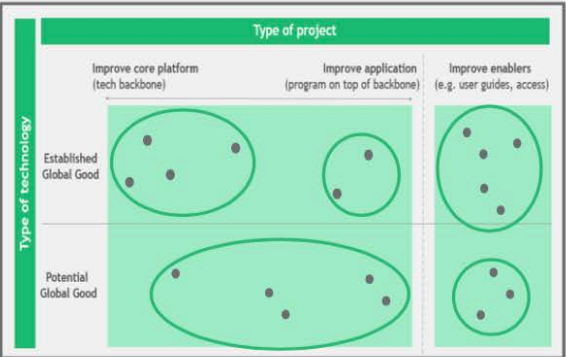 Type of project
Type of technology
Improve core platform
(tech backbone)
Improve application
(program on top of backbone)
Improve enablers
(e.g. user guides, access)
Established
Global Good
Potential
Global Good